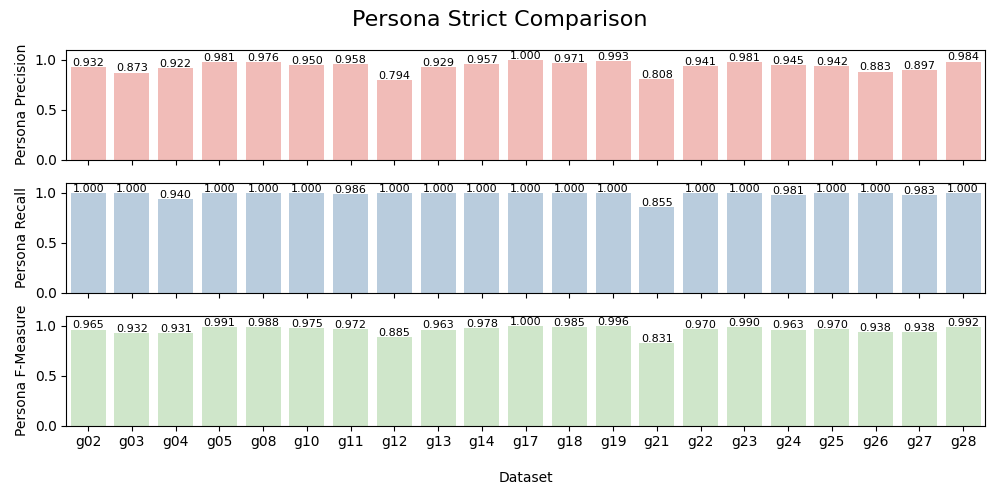 Persona Strict Comparison
Persona Precision
1.0
0.5
0.0
0.932 0.873 0.922 0.981 0.976 0.950 0.958 0.794 0.929 0.957 1.000 0.971 0.993 0.808 0.941 0.981 0.945 0.942 0.883 0.897 0.984
Persona Recall
1.0
0.5
0.0
1.000 1.000 0.940 1.000 1.000 1.000 0.986 1.000 1.000 1.000 1.000 1.000 1.000 0.855 1.000 1.000 0.981 1.000 1.000 0.983 1.000
Persona F-Meaasure
1.0
0.5
0.0
0.965 0.932 0.931 0.991 0.988 0.975 0.972 0.885 0.963 0.978 1.000 0.985 0.996 0.831 0.970 0.990 0.963 0.970 0.938 0.938 0.992
g02 g03 g04 g05 g08 g10 g11 g12 g13 g14 g17 g18 g19 g21 g22 g23 g24 g25 g26 g27 g28
Dataset